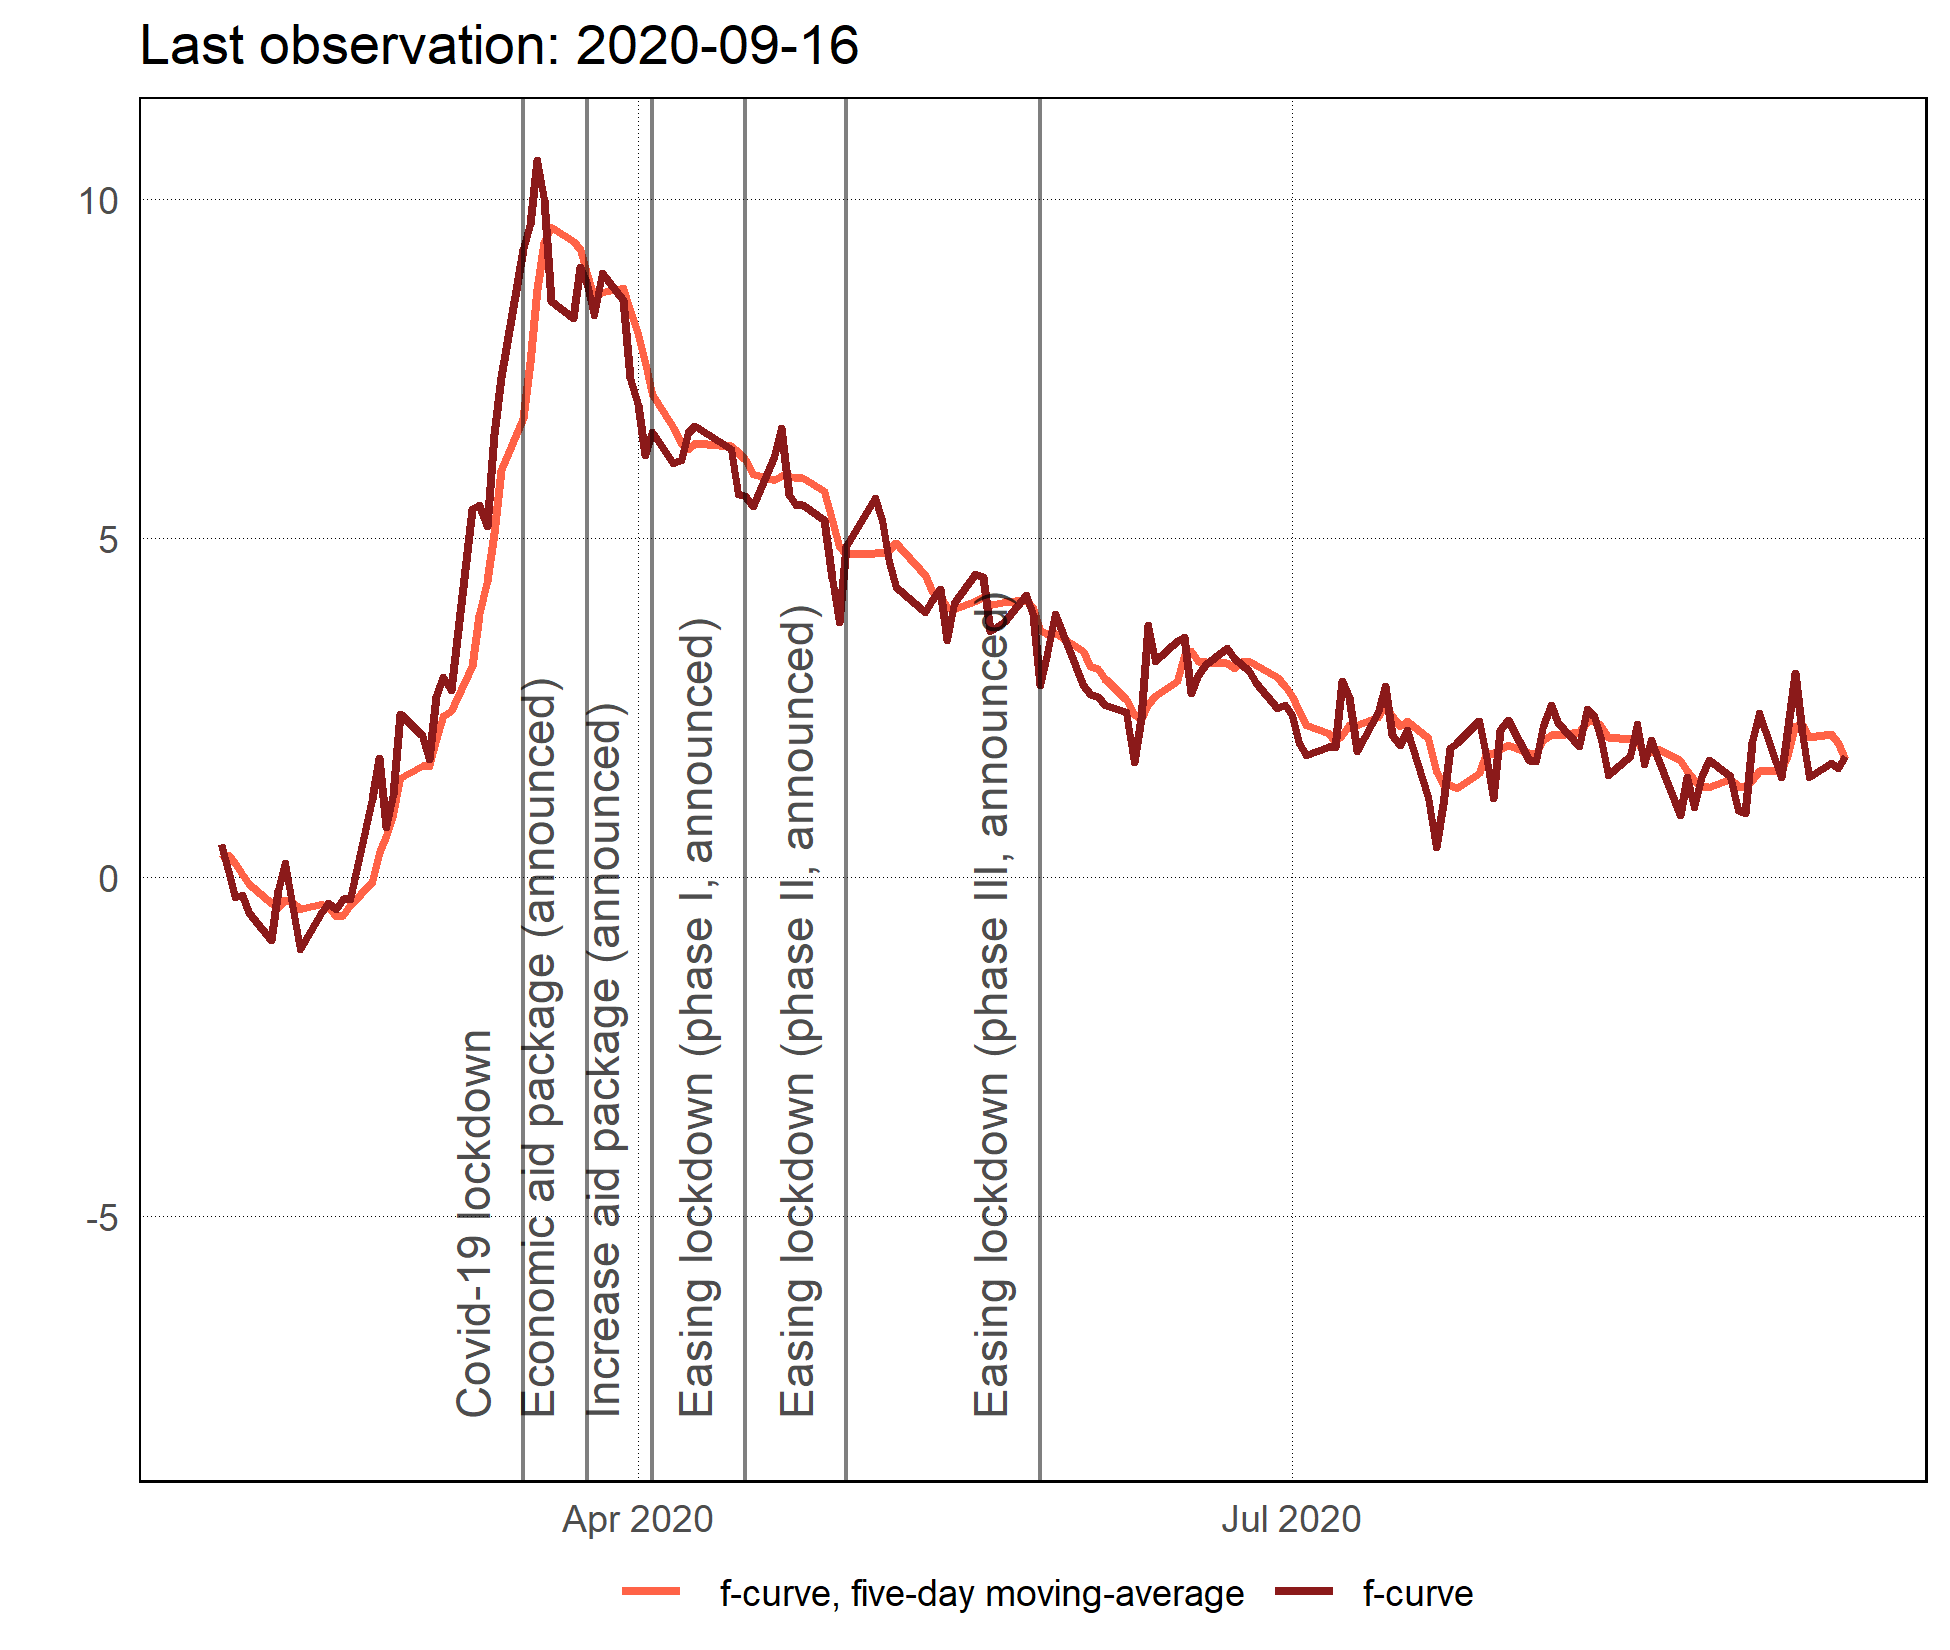 Last observation: 2020-09-16
10
5
0
-5
Covid-19 lockdown
Economic aid package (announced)
Increase aid package (announced)
Easing lockdown (phase I, announced)
Easing lockdown (phase II, announced)
Easing lockdown (phase III, announced)
Apr 2020
Jul 2020
f-curve, five-day moving-average
f-curve